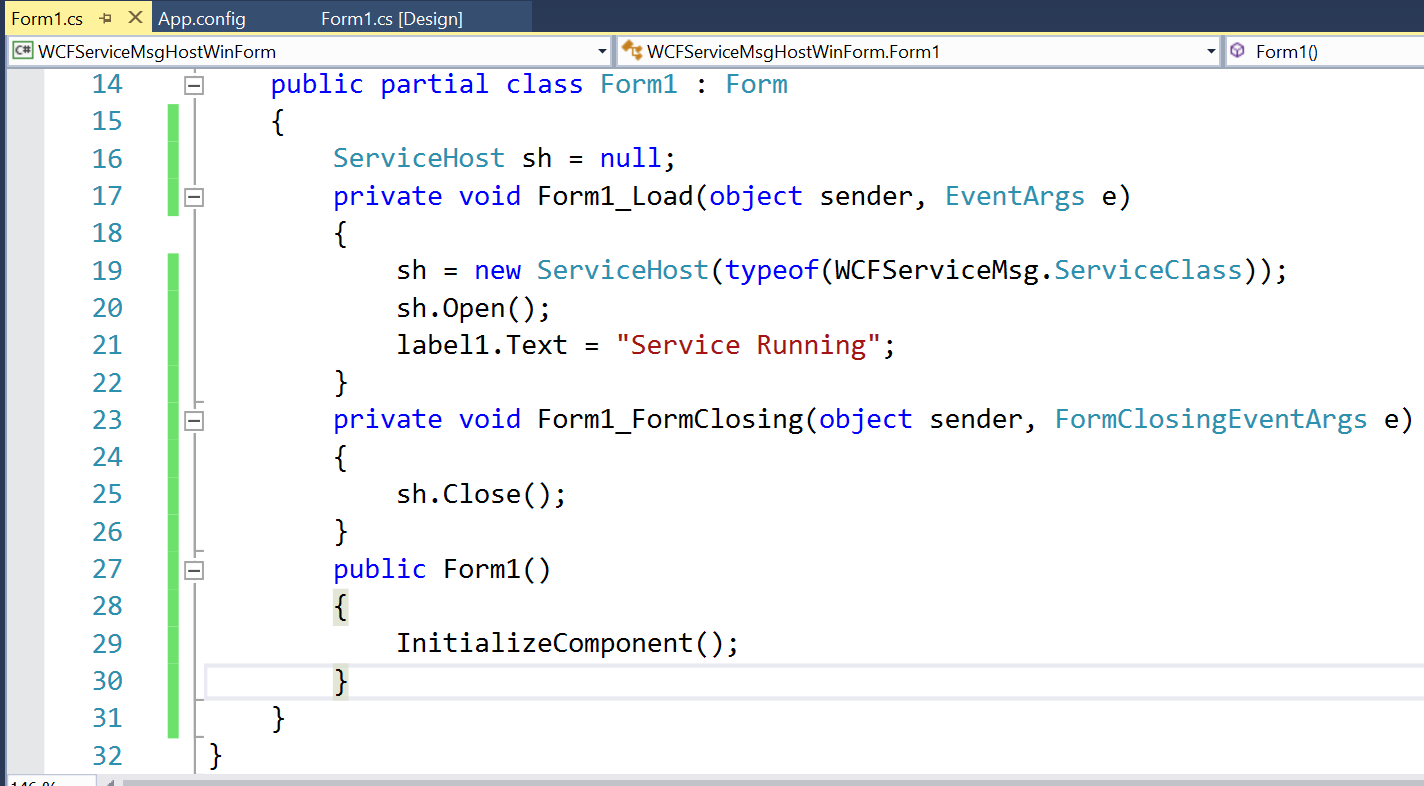 Form1.cs App.config Form1.cs [Design]
C# WCFServiceMsgHostWinForm WCFServiceMsgHostWinForm.Form1 Form1()
14 public partial class Form1 : Form
15 {
16 ServiceHost sh = null;
17 private void Form1_Load(object sender, EventArgs e)
18 {
19 sh = new ServiceHost(typeof(WCFServiceMsg.ServiceClass));
20 sh.Open();
21 label1.Text = "Service Running";
22 }
23 private void Form1_FormClosing(object sender, FormClosingEventArgs e)
24 {
25 sh.Close();
26 }
27 public Form1()
28 {
29 InitializeComponent();
30 }
31 }
32 }
146 %